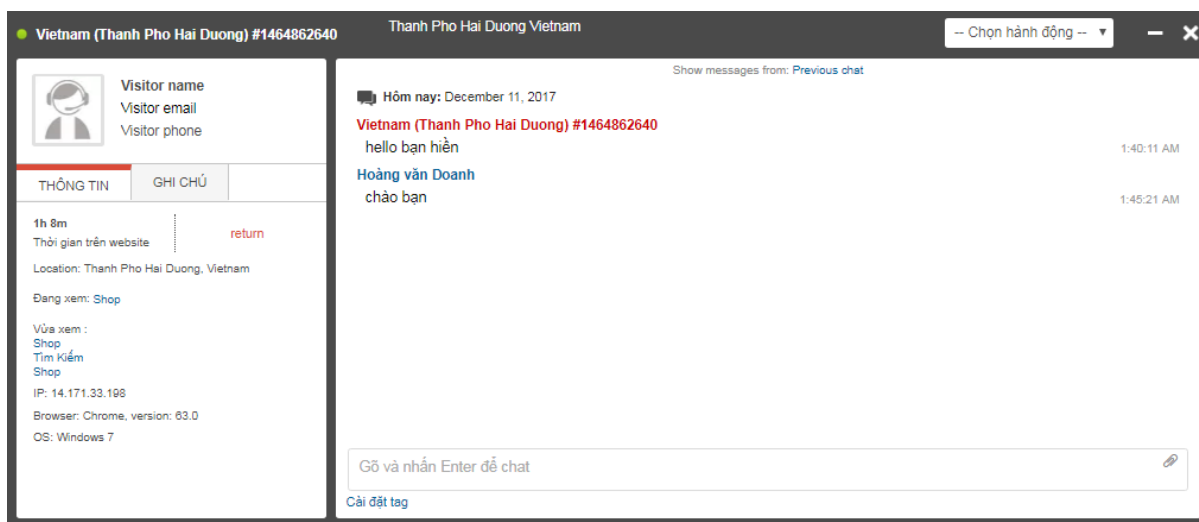 Vietnam (Thanh Pho Hai Duong) #1464862640
Thanh Pho Hai Duong Vietnam
-- Chọn hành động --
Visitor name
Visitor email
Visitor phone
THÔNG TIN
GHI CHÚ
1h 8m
Thời gian trên website
return
Location: Thanh Pho Hai Duong, Vietnam
Đang xem: Shop
Vừa xem :
Shop
Tìm Kiếm
Shop
IP: 14.171.33.198
Browser: Chrome, version: 63.0
OS: Windows 7
Show messages from: Previous chat
Hôm nay: December 11, 2017
Vietnam (Thanh Pho Hai Duong) #1464862640
hello bạn hiền
1:40:11 AM
Hoàng văn Doanh
chào bạn
1:45:21 AM
Gõ và nhấn Enter để chat
Cài đặt tag